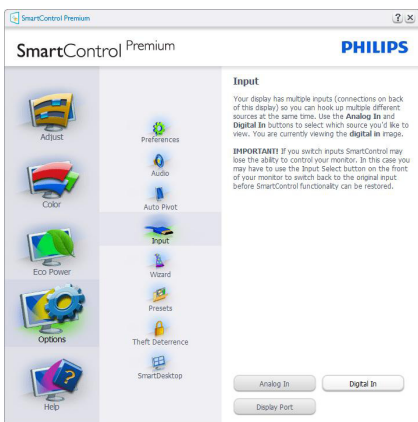 SmartControl Premium
SmartControl Premium
PHILIPS
Adjust
Color
Eco Power
Options
Help
Preferences
Audio
Auto Pivot
Input
Wizard
Presets
Theft Deterrence
SmartDesktop
Input
Your display has multiple inputs (connections on back
of this display) so you can hook up multiple different
sources at the same time. Use the Analog In and
Digital In buttons to select which source you'd like to
view. You are currently viewing the digital in image.
IMPORTANT! If you switch inputs SmartControl may
lose the ability to control your monitor. In this case you
may have to use the Input Select button on the front
of your monitor to switch back to the original input
before SmartControl functionality can be restored.
Analog In
Digital In
Display Port